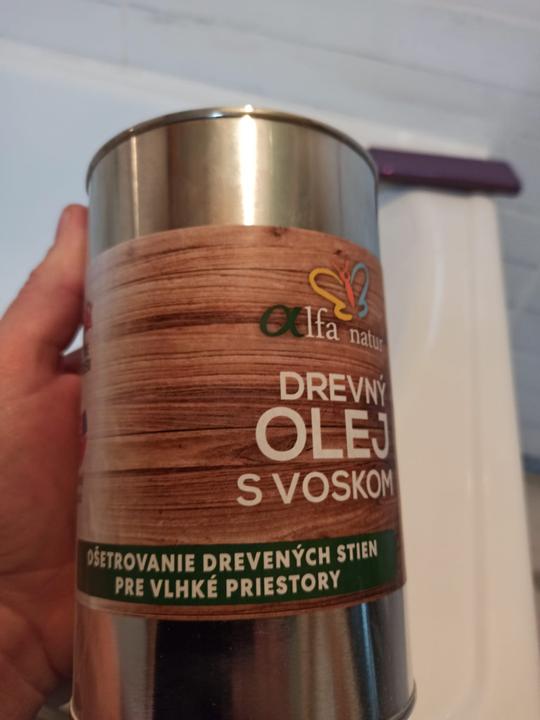 αlfa natur
DREVNÝ
OLEJ
S VOSKOM
OŠETROVANIE DREVENÝCH STIEN
PRE VLHKÉ PRIESTORY